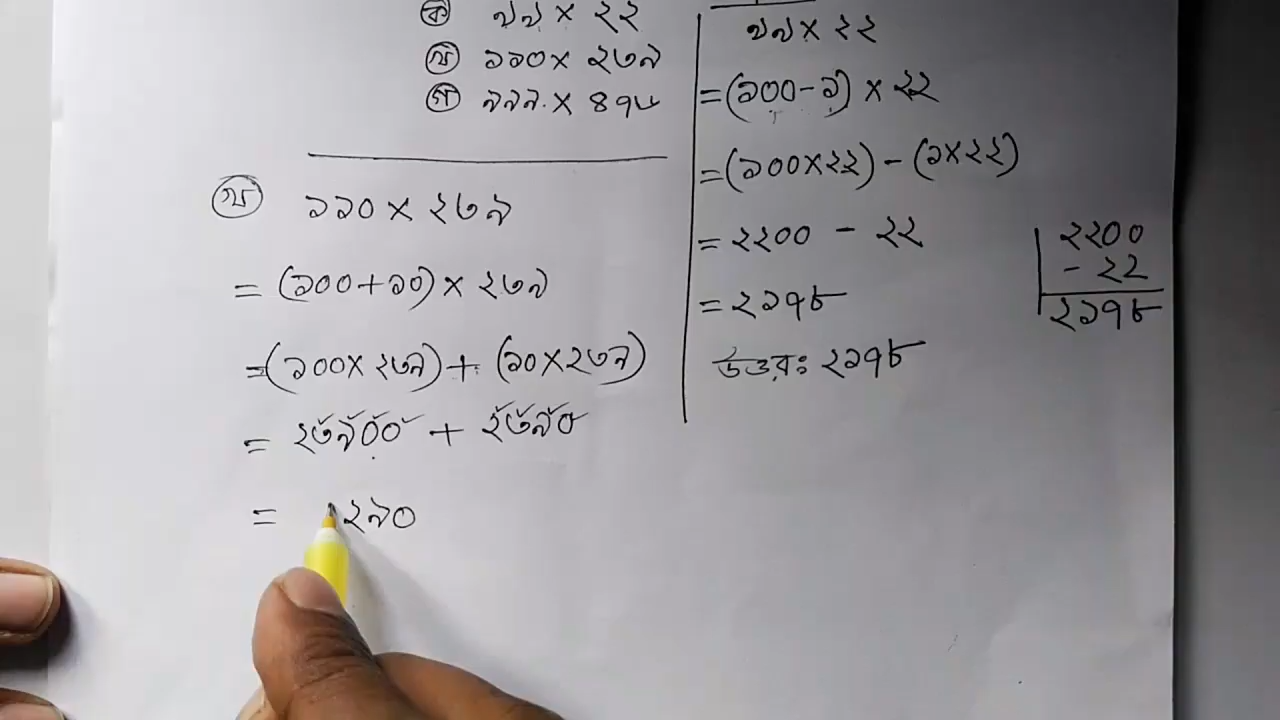 ক ৯৯ × ২২
খ ১১০ × ২৩৯
গ ৯৯৯ × ৪৭৮
খ ১১০ × ২৩৯
= (১০০+১০) × ২৩৯
= (১০০×২৩৯) + (১০×২৩৯)
= ২৩৯০০ + ২৩৯০
= ২৯০
৯৯ × ২২
= (১০০-১) × ২২
= (১০০×২২) - (১×২২)
= ২২০০ - ২২
= ২১৭৮
উত্তরঃ ২১৭৮
২২০০
- ২২
২১৭৮